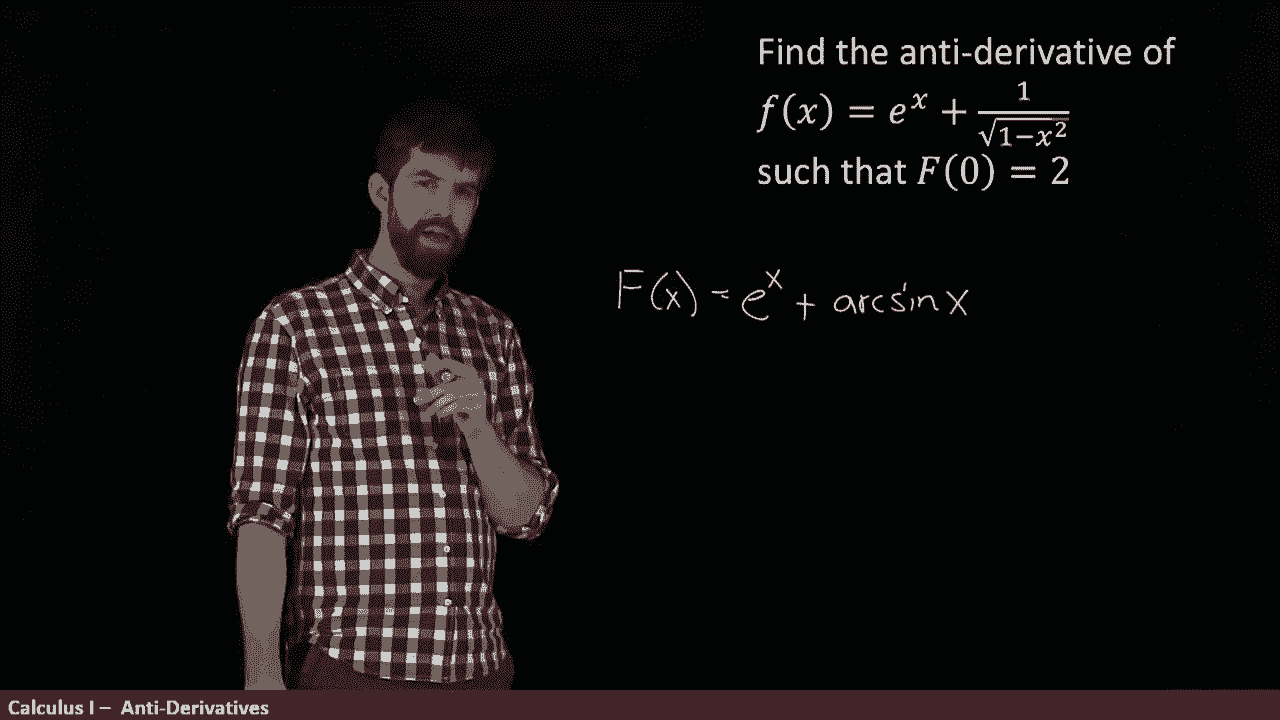 Find the anti-derivative of
f(x) = e^x + 1/√(1−x²)
such that F(0) = 2
F(x) = e^x + arcsin x
Calculus I – Anti-Derivatives